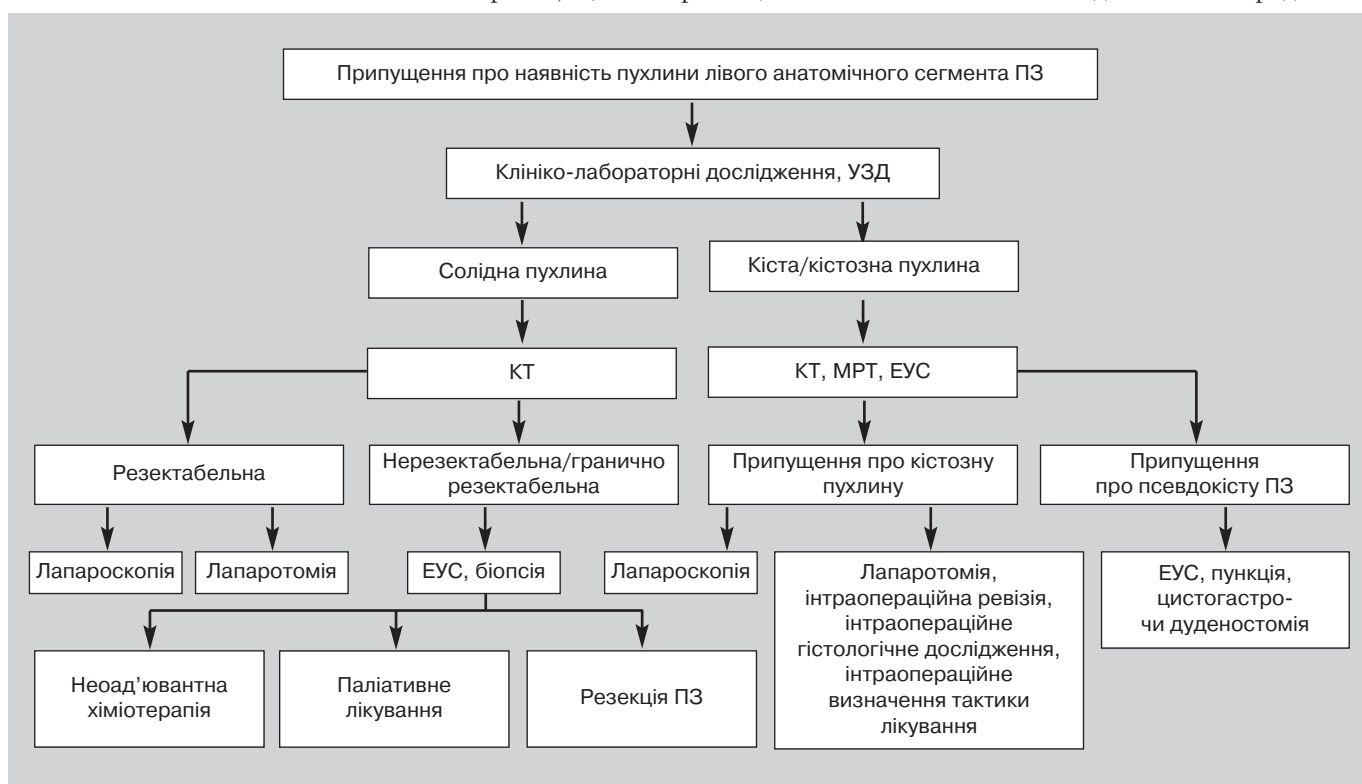 Припущення про наявність пухлини лівого анатомічного сегмента ПЗ
Клініко-лабораторні дослідження, УЗД
Солідна пухлина
Кіста/кістозна пухлина
КТ
КТ, МРТ, ЕУС
Резектабельна
Нерезектабельна/гранично
резектабельна
Припущення про кістозну
пухлину
Припущення
про псевдокісту ПЗ
Лапароскопія
Лапаротомія
ЕУС, біопсія
Лапароскопія
Лапаротомія,
інтраопераційна ревізія,
інтраопераційне
гістологічне дослідження,
інтраопераційне
визначення тактики
лікування
ЕУС, пункція,
цистогастро-
чи дуденостомія
Неоад’ювантна
хіміотерапія
Паліативне
лікування
Резекція ПЗ